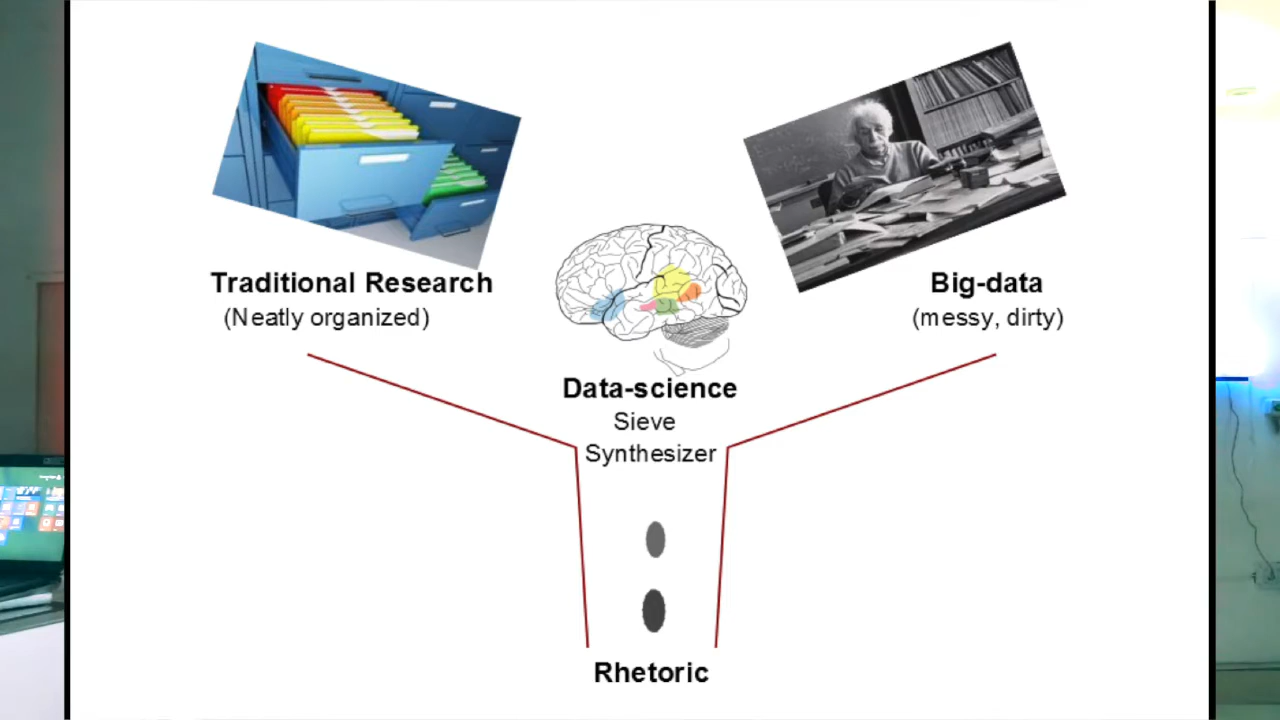 Traditional Research
(Neatly organized)
Big-data
(messy, dirty)
Data-science
Sieve
Synthesizer
Rhetoric